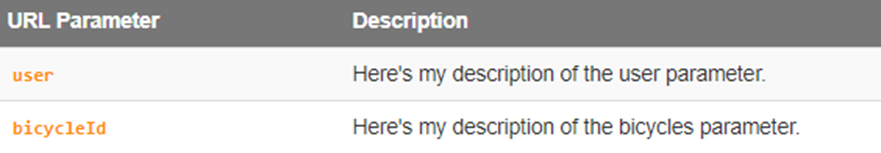 URL Parameter Description
user Here's my description of the user parameter.
bicycleId Here's my description of the bicycles parameter.